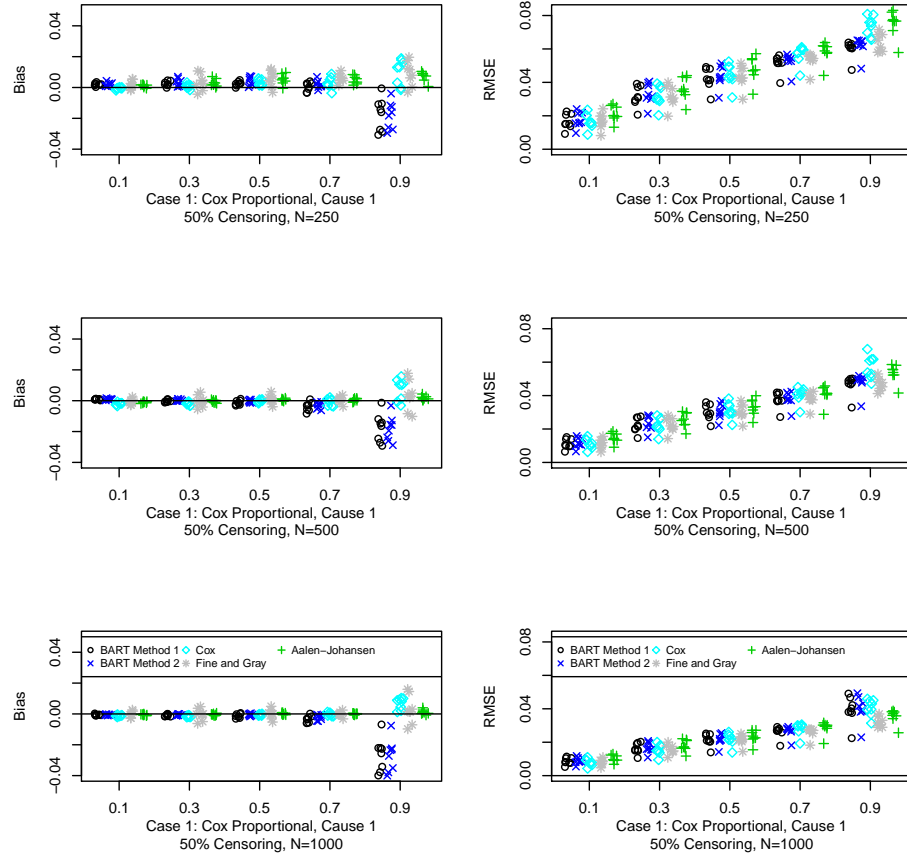 Bias
0.04
0.00
−0.04
0.1 0.3 0.5 0.7 0.9
Case 1: Cox Proportional, Cause 1
50% Censoring, N=250
RMSE
0.08
0.04
0.00
0.1 0.3 0.5 0.7 0.9
Case 1: Cox Proportional, Cause 1
50% Censoring, N=250
Bias
0.04
0.00
−0.04
0.1 0.3 0.5 0.7 0.9
Case 1: Cox Proportional, Cause 1
50% Censoring, N=500
RMSE
0.08
0.04
0.00
0.1 0.3 0.5 0.7 0.9
Case 1: Cox Proportional, Cause 1
50% Censoring, N=500
Bias
0.04
0.00
−0.04
BART Method 1 Cox Aalen−Johansen
BART Method 2 Fine and Gray
0.1 0.3 0.5 0.7 0.9
Case 1: Cox Proportional, Cause 1
50% Censoring, N=1000
RMSE
0.08
0.04
0.00
BART Method 1 Cox Aalen−Johansen
BART Method 2 Fine and Gray
0.1 0.3 0.5 0.7 0.9
Case 1: Cox Proportional, Cause 1
50% Censoring, N=1000